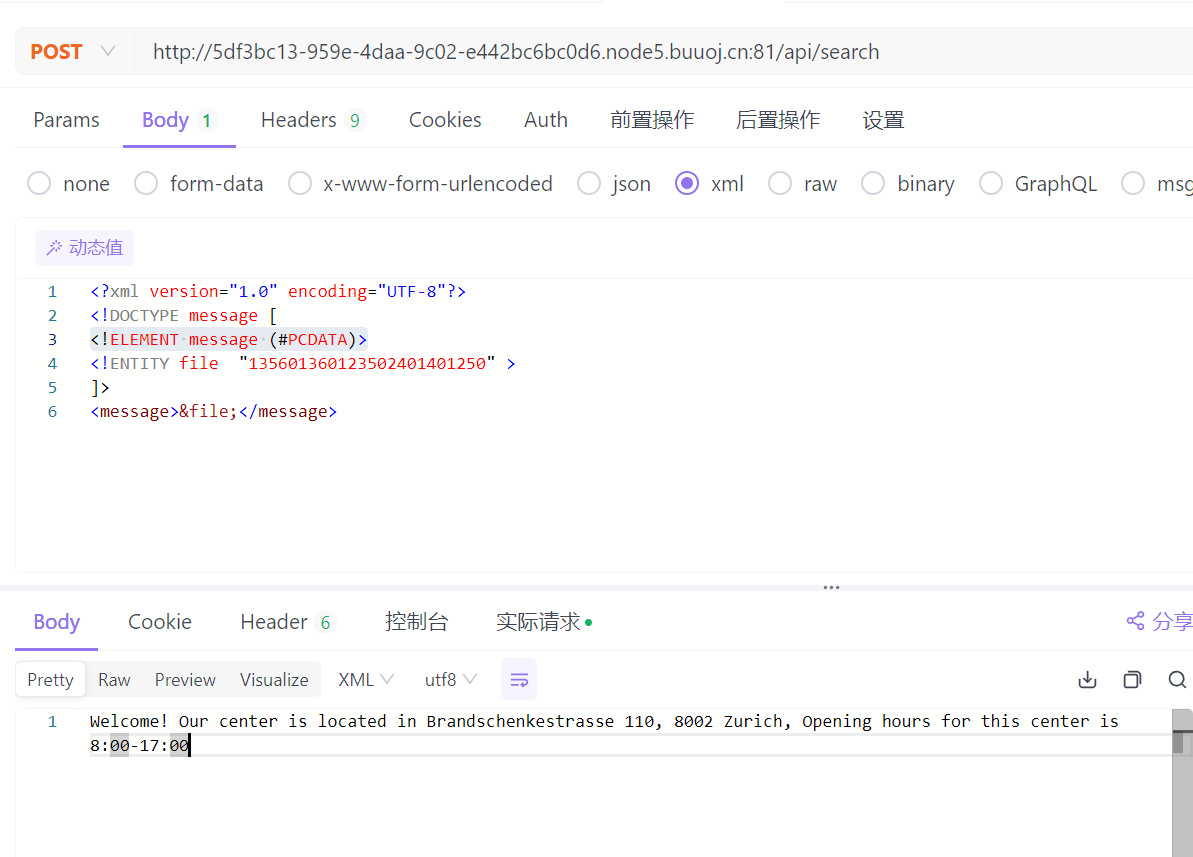 POST http://5df3bc13-959e-4daa-9c02-e442bc6bc0d6.node5.buuoj.cn:81/api/search
Params Body 1 Headers 9 Cookies Auth 前置操作 后置操作 设置
none form-data x-www-form-urlencoded json xml raw binary GraphQL msg
动态值
1 <?xml version="1.0" encoding="UTF-8"?>
2 <!DOCTYPE message [
3 <!ELEMENT message (#PCDATA)>
4 <!ENTITY file  "135601360123502401401250" >
5 ]>
6 <message>&file;</message>
Body Cookie Header 6 控制台 实际请求 分享
Pretty Raw Preview Visualize XML utf8
1 Welcome! Our center is located in Brandschenkestrasse 110, 8002 Zurich, Opening hours for this center is
8:00-17:00